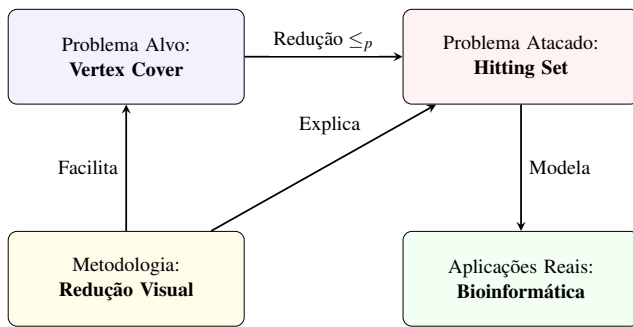 Problema Alvo:
Vertex Cover
Redução ≤p
Problema Atacado:
Hitting Set
Explica
Facilita
Modela
Metodologia:
Redução Visual
Aplicações Reais:
Bioinformática